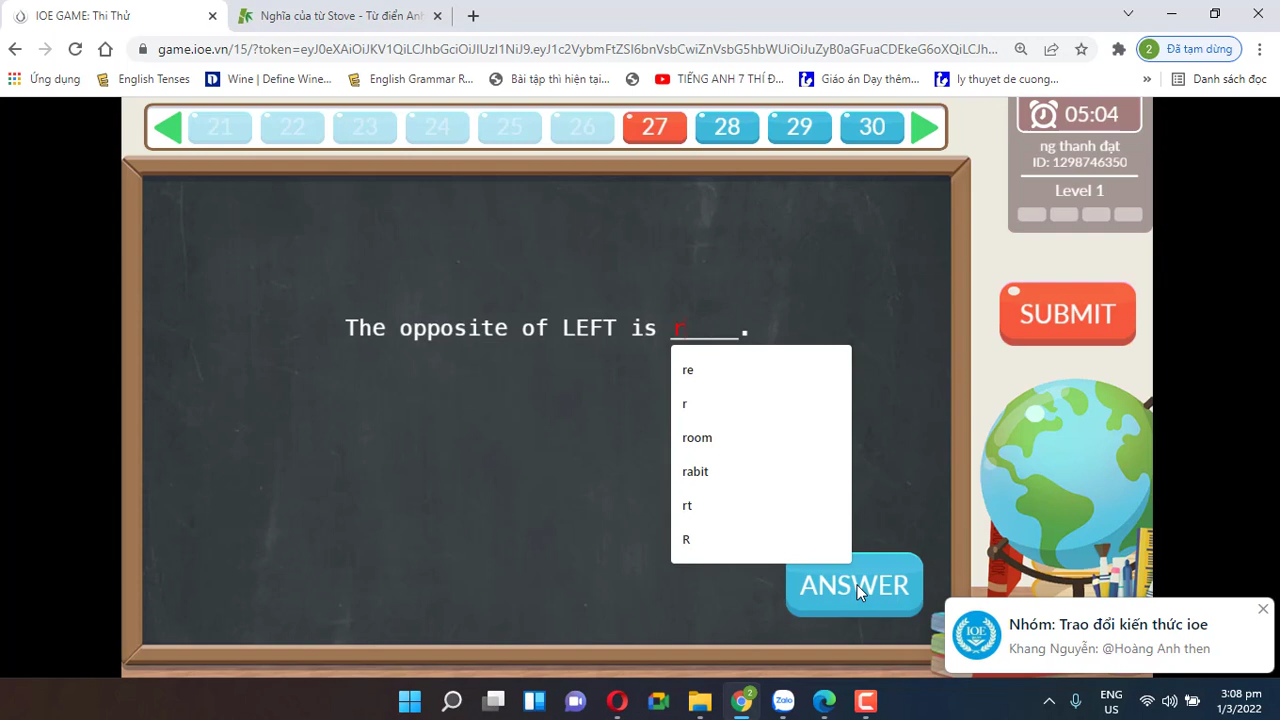 IOE GAME: Thi Thử
Nghĩa của từ Stove - Từ điển Anh
game.ioe.vn/15/?token=
Đã tạm dừng
Ứng dụng
English Tenses
Wine | Define Wine...
English Grammar R...
Bài tập thì hiện tại...
TIẾNG ANH 7 THÍ Đ...
Giáo án Dạy thêm...
ly thuyet de cuong...
Danh sách đọc
21 22 23 24 25 26 27 28 29 30
05:04
ng thanh đạt
ID: 1298746350
Level 1
SUBMIT
The opposite of LEFT is r____.
re
r
room
rabit
rt
R
ANSWER
Nhóm: Trao đổi kiến thức ioe
Khang Nguyễn: @Hoàng Anh then
ENG
US
3:08 pm
1/3/2022